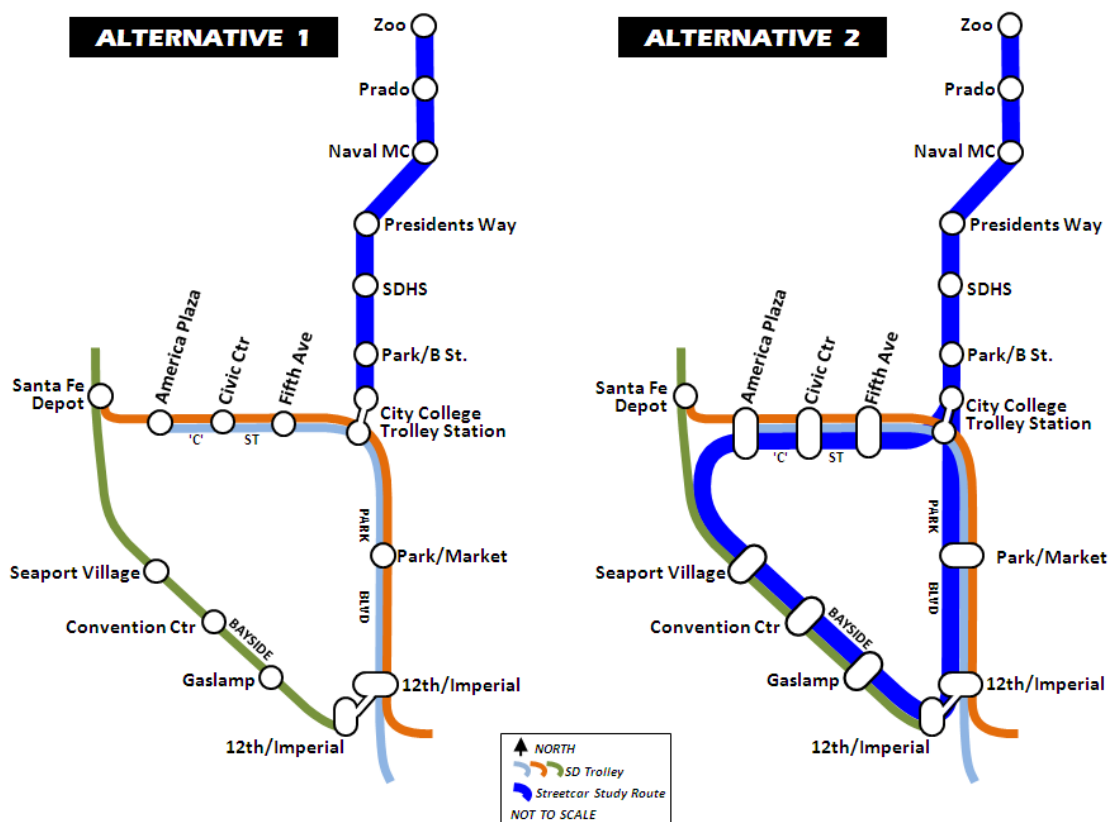 ALTERNATIVE 1
Zoo
Prado
Naval MC
Presidents Way
SDHS
Park/B St.
America Plaza
Civic Ctr
Fifth Ave
Santa Fe
Depot
City College
Trolley Station
'C' ST
PARK
BLVD
Park/Market
Seaport Village
Convention Ctr
BAYSIDE
Gaslamp
12th/Imperial
12th/Imperial
ALTERNATIVE 2
Zoo
Prado
Naval MC
Presidents Way
SDHS
Park/B St.
America Plaza
Civic Ctr
Fifth Ave
Santa Fe
Depot
City College
Trolley Station
'C' ST
PARK
BLVD
Park/Market
Seaport Village
Convention Ctr
BAYSIDE
Gaslamp
12th/Imperial
12th/Imperial
NORTH
SD Trolley
Streetcar Study Route
NOT TO SCALE